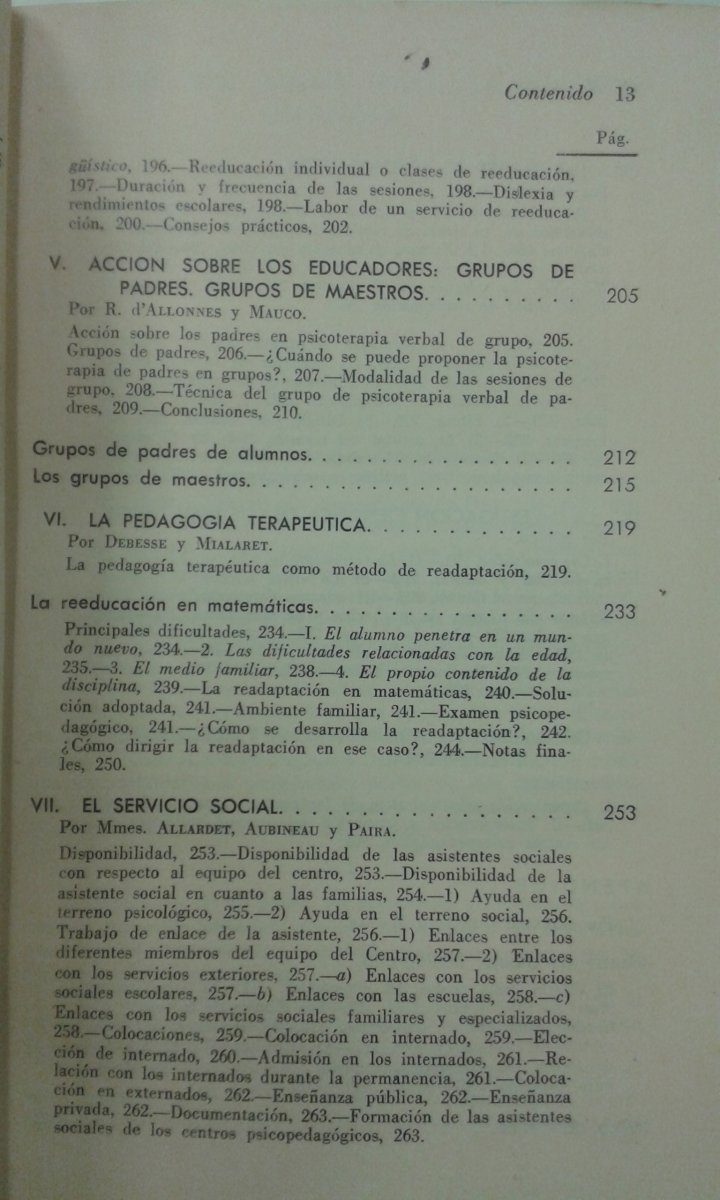 Contenido 13
Pág.
güístico, 196.—Reeducación individual o clases de reeducación,
197.—Duración y frecuencia de las sesiones, 198.—Dislexia y
rendimientos escolares, 198.—Labor de un servicio de reeduca-
ción, 200.—Consejos prácticos, 202.
V. ACCION SOBRE LOS EDUCADORES: GRUPOS DE
PADRES. GRUPOS DE MAESTROS. . . . . . . . . . 205
Por R. d'ALLONNES y MAUCO.
Acción sobre los padres en psicoterapia verbal de grupo, 205.
Grupos de padres, 206.—¿Cuándo se puede proponer la psicote-
rapia de padres en grupos?, 207.—Modalidad de las sesiones de
grupo, 208.—Técnica del grupo de psicoterapia verbal de pa-
dres, 209.—Conclusiones, 210.
Grupos de padres de alumnos. . . . . . . . . . . . . . . . . 212
Los grupos de maestros. . . . . . . . . . . . . . . . . . . . . 215
VI. LA PEDAGOGIA TERAPEUTICA. . . . . . . . . . . . . 219
Por DEBESSE y MIALARET.
La pedagogía terapéutica como método de readaptación, 219.
La reeducación en matemáticas. . . . . . . . . . . . . . . . . 233
Principales dificultades, 234.—I. El alumno penetra en un mun-
do nuevo, 234.—2. Las dificultades relacionadas con la edad,
235.—3. El medio familiar, 238.—4. El propio contenido de la
disciplina, 239.—La readaptación en matemáticas, 240.—Solu-
ción adoptada, 241.—Ambiente familiar, 241.—Examen psicope-
dagógico, 241.—¿Cómo se desarrolla la readaptación?, 242.
¿Cómo dirigir la readaptación en ese caso?, 244.—Notas fina-
les, 250.
VII. EL SERVICIO SOCIAL. . . . . . . . . . . . . . . . . . . 253
Por Mmes. ALLARDET, AUBINEAU y PAIRA.
Disponibilidad, 253.—Disponibilidad de las asistentes sociales
con respecto al equipo del centro, 253.—Disponibilidad de la
asistente social en cuanto a las familias, 254.—1) Ayuda en el
terreno psicológico, 255.—2) Ayuda en el terreno social, 256.
Trabajo de enlace de la asistente, 256.—1) Enlaces entre los
diferentes miembros del equipo del Centro, 257.—2) Enlaces
con los servicios exteriores, 257.—a) Enlaces con los servicios
sociales escolares, 257.—b) Enlaces con las escuelas, 258.—c)
Enlaces con los servicios sociales familiares y especializados,
258.—Colocaciones, 259.—Colocación en internado, 259.—Elec-
ción de internado, 260.—Admisión en los internados, 261.—Re-
lación con los internados durante la permanencia, 261.—Coloca-
ción en externados, 262.—Enseñanza pública, 262.—Enseñanza
privada, 262.—Documentación, 263.—Formación de las asistentes
sociales de los centros psicopedagógicos, 263.